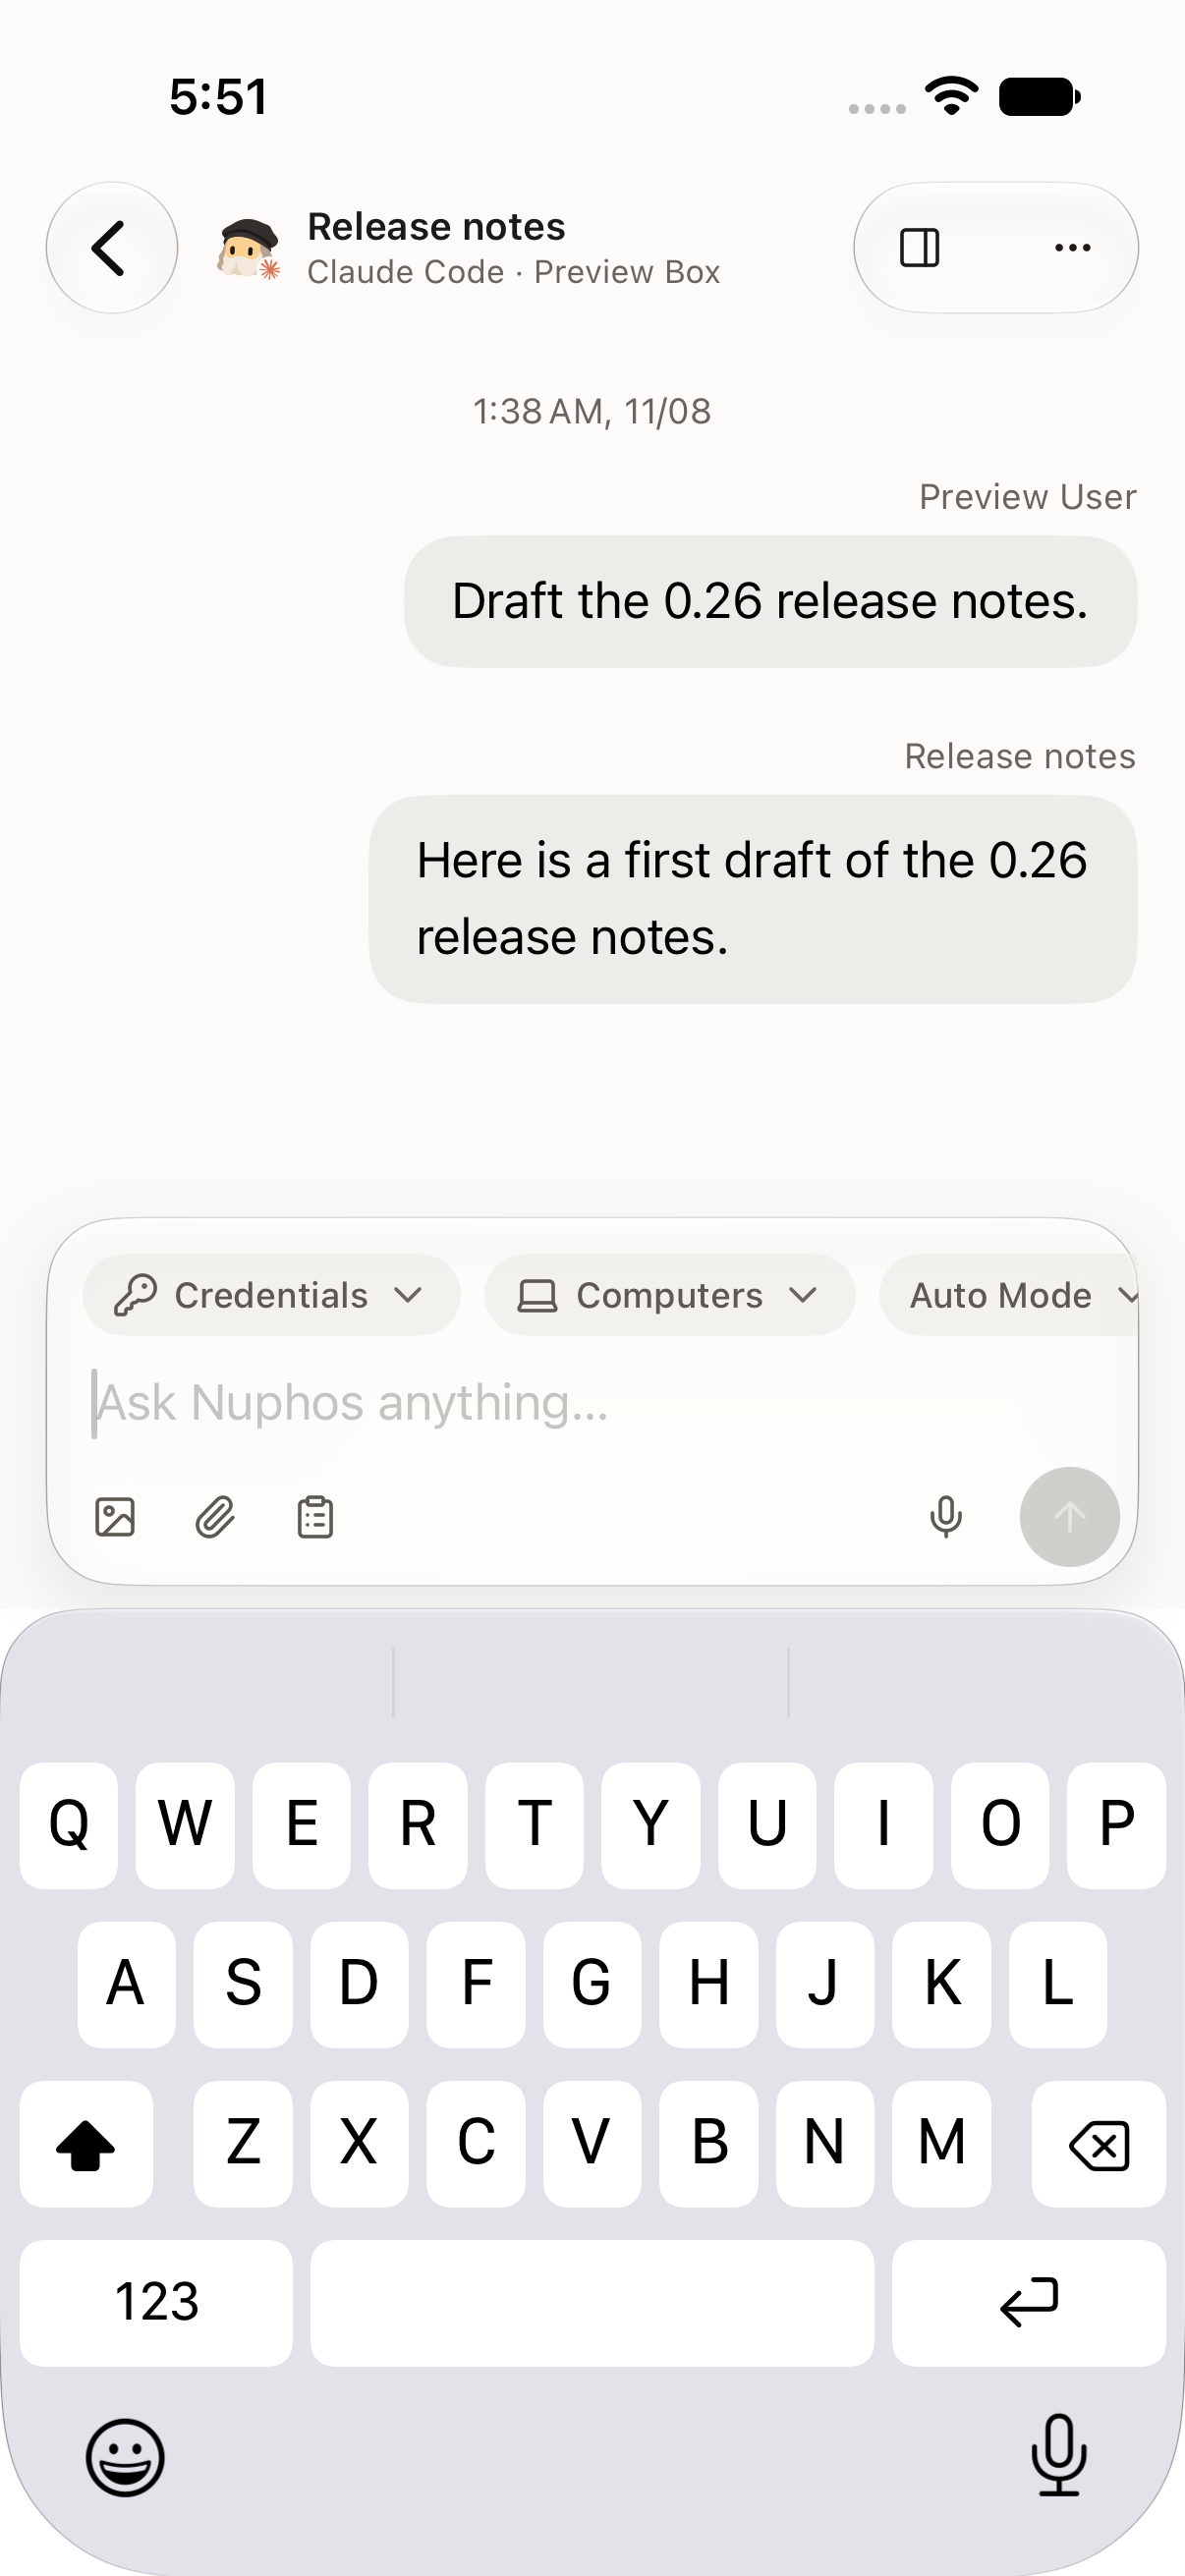 5:51
Release notes
Claude Code · Preview Box
1:38 AM, 11/08
Preview User
Draft the 0.26 release notes.
Release notes
Here is a first draft of the 0.26
release notes.
Credentials
Computers
Auto Mode
Ask Nuphos anything...
Q W E R T Y U I O P
A S D F G H J K L
Z X C V B N M
123